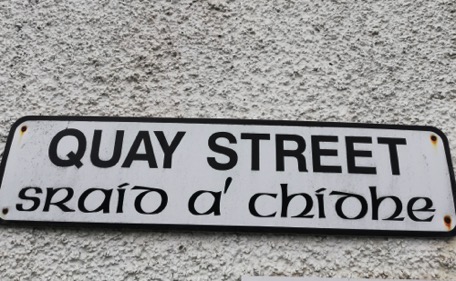 QUAY STREET
sraid a' chidhe